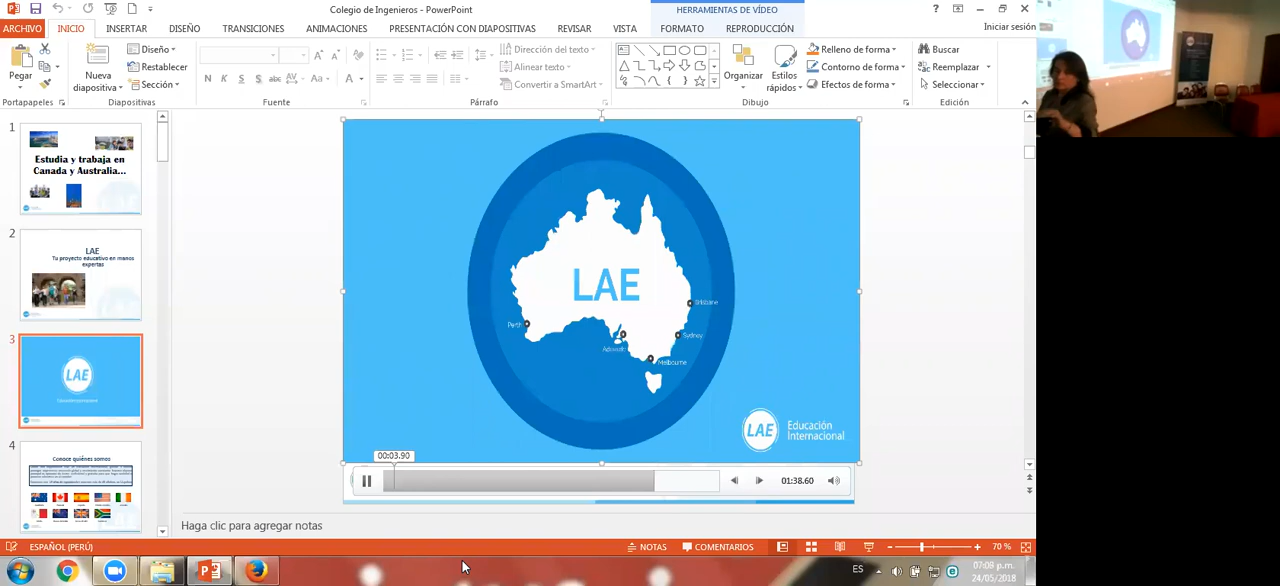 Colegio de Ingenieros - PowerPoint
HERRAMIENTAS DE VÍDEO
Iniciar sesión
ARCHIVO
INICIO
INSERTAR
DISEÑO
TRANSICIONES
ANIMACIONES
PRESENTACIÓN CON DIAPOSITIVAS
REVISAR
VISTA
FORMATO
REPRODUCCIÓN
Pegar
Nueva
diapositiva
Diseño
Restablecer
Sección
N K S S abc AV Aa A
Dirección del texto
Alinear texto
Convertir a SmartArt
Organizar
Estilos
rápidos
Relleno de forma
Contorno de forma
Efectos de forma
Buscar
Reemplazar
Seleccionar
Portapapeles
Diapositivas
Fuente
Párrafo
Dibujo
Edición
1
Estudia y trabaja en
Canada y Australia...
2
LAE
Tu proyecto educativo en manos
expertas
3
LAE
4
Conoce quiénes somos
LAE
Perth
Brisbane
Sydney
Adelaide
Melbourne
LAE
Educación
Internacional
00:03.90
01:38.60
Haga clic para agregar notas
ESPAÑOL (PERÚ)
NOTAS
COMENTARIOS
70 %
ES
07:08 p.m.
24/05/2018